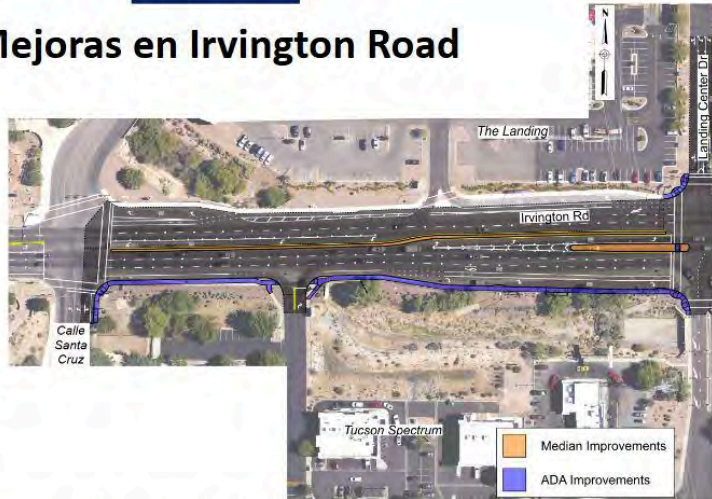 Mejoras en Irvington Road
N
Landing Center Dr
The Landing
Irvington Rd
Calle
Santa
Cruz
Tucson Spectrum
Median Improvements
ADA Improvements